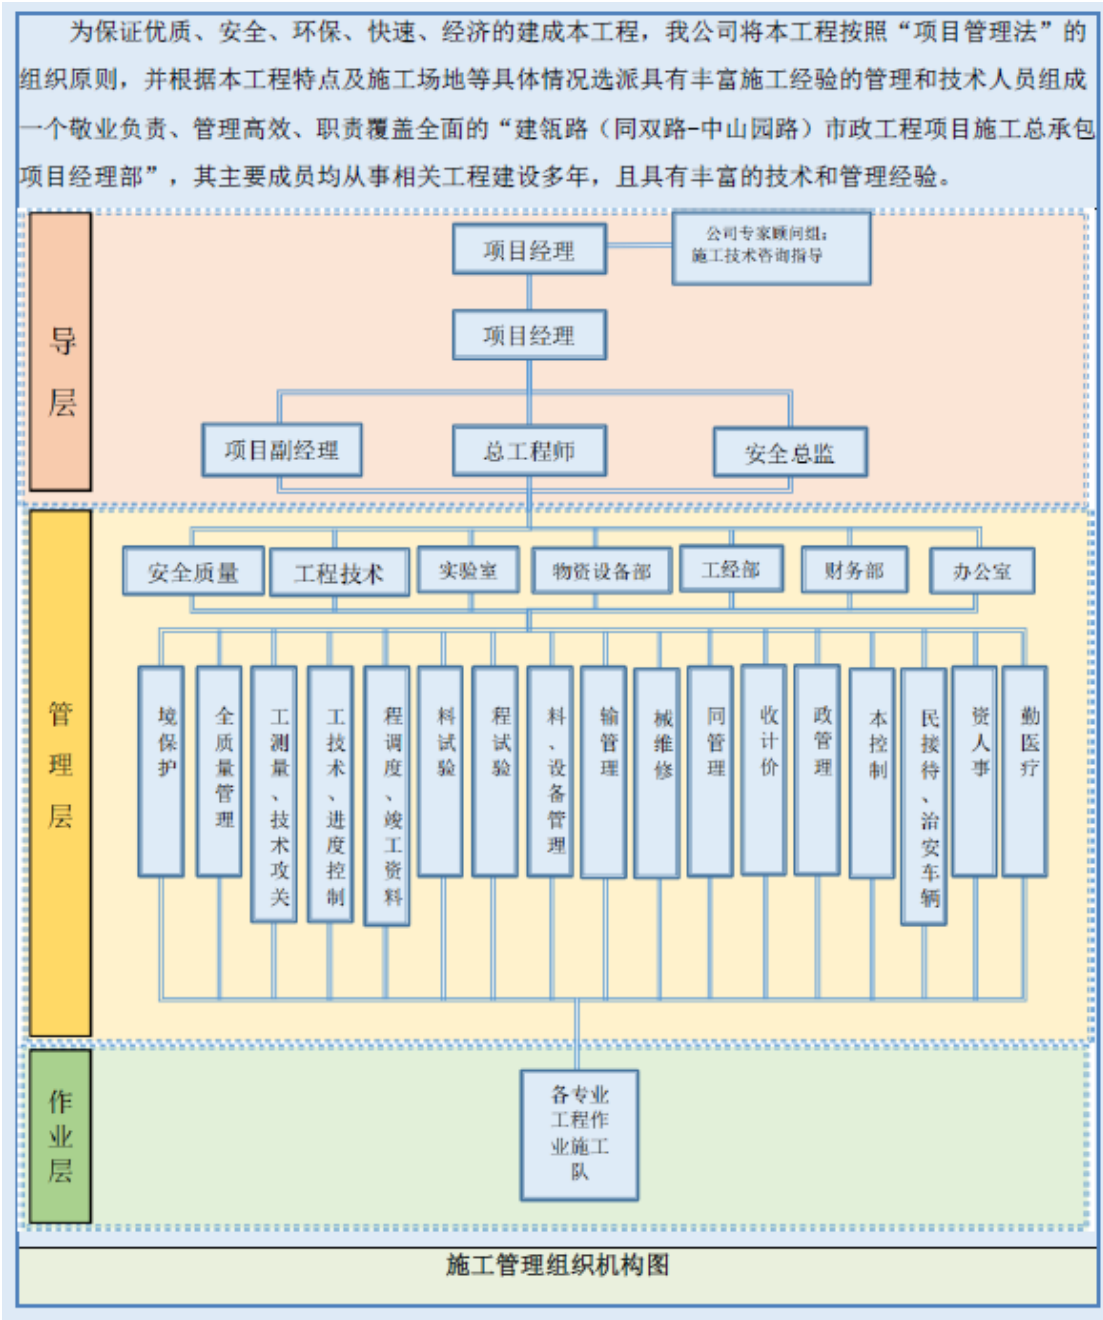 为保证优质、安全、环保、快速、经济的建成本工程，我公司将本工程按照“项目管理法”的
组织原则，并根据本工程特点及施工场地等具体情况选派具有丰富施工经验的管理和技术人员组成
一个敬业负责、管理高效、职责覆盖全面的“建瓴路（同双路-中山园路）市政工程项目施工总承包
项目经理部”，其主要成员均从事相关工程建设多年，且具有丰富的技术和管理经验。
导层
项目经理
公司专家顾问组：
施工技术咨询指导
项目经理
项目副经理
总工程师
安全总监
管理层
安全质量
工程技术
实验室
物资设备部
工经部
财务部
办公室
境保护
全质量管理
工测量、技术攻关
工技术、进度控制
程调度、竣工资料
料试验
程试验
料、设备管理
输管理
械维修
同管理
收计价
政管理
本控制
民接待、治安车辆
资人事
勤医疗
作业层
各专业
工程作
业施工
队
施工管理组织机构图